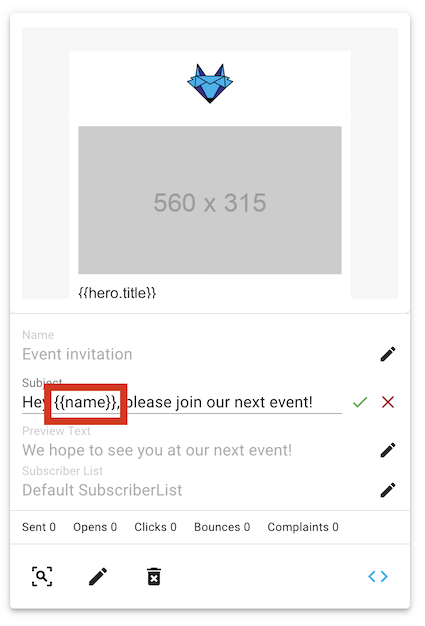 560 x 315
{{hero.title}}
Name
Event invitation
Subject
Hey {{name}}, please join our next event!
Preview Text
We hope to see you at our next event!
Subscriber List
Default SubscriberList
Sent 0 Opens 0 Clicks 0 Bounces 0 Complaints 0